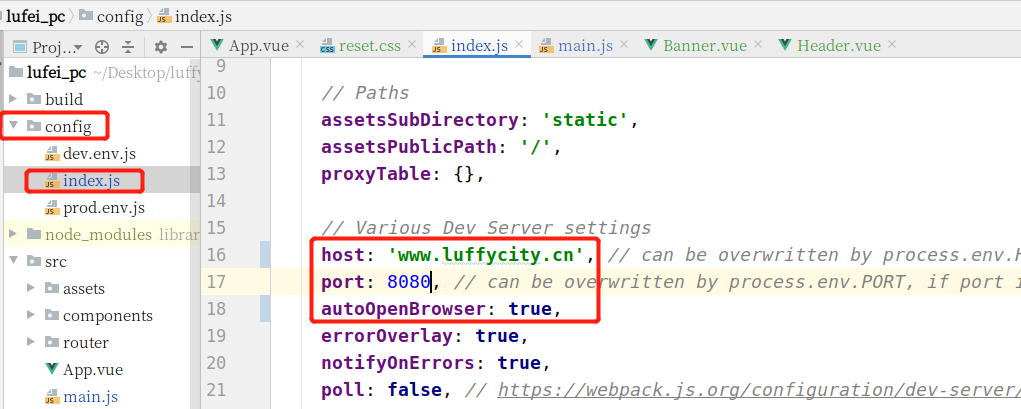 lufei_pc config index.js
Proj...
App.vue reset.css index.js main.js Banner.vue Header.vue
lufei_pc ~/Desktop/luffy
build
config
dev.env.js
index.js
prod.env.js
node_modules librar
src
assets
components
router
App.vue
main.js
9
10 // Paths
11 assetsSubDirectory: 'static',
12 assetsPublicPath: '/',
13 proxyTable: {},
14
15 // Various Dev Server settings
16 host: 'www.luffycity.cn', // can be overwritten by process.env.H
17 port: 8080, // can be overwritten by process.env.PORT, if port i
18 autoOpenBrowser: true,
19 errorOverlay: true,
20 notifyOnErrors: true,
21 poll: false, // https://webpack.js.org/configuration/dev-server/